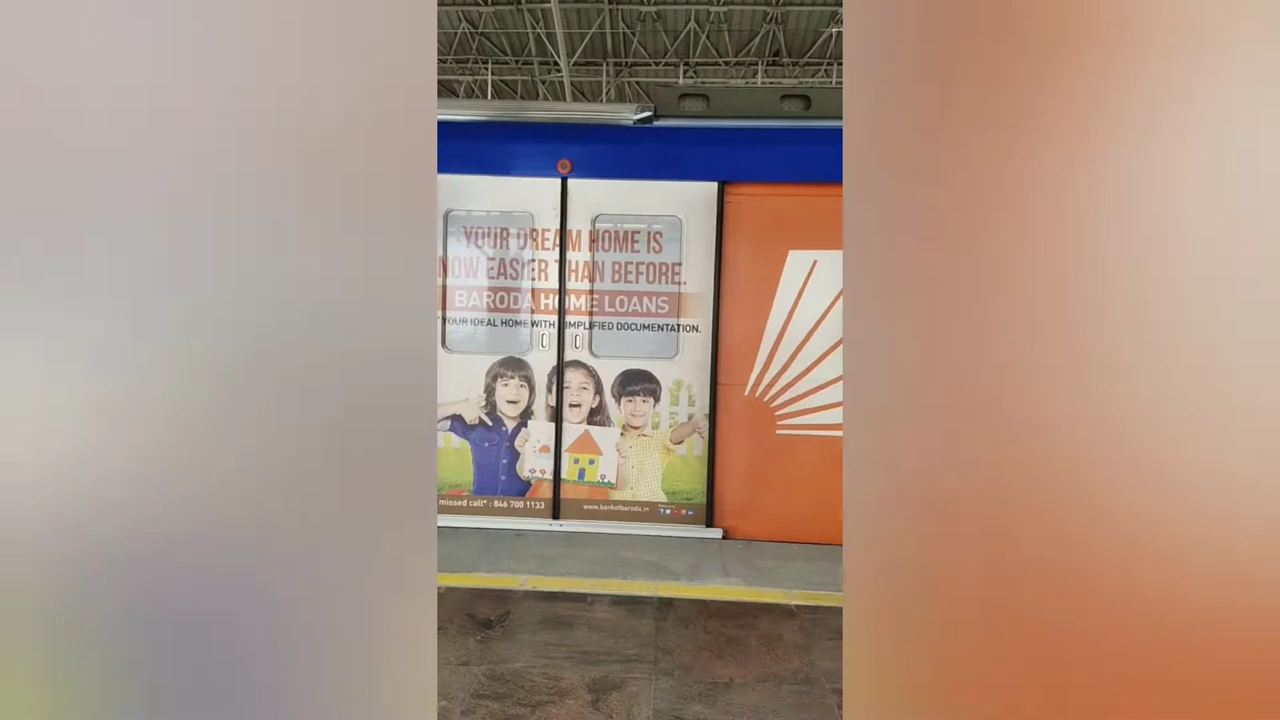 YOUR DREAM HOME IS
NOW EASIER THAN BEFORE.
BARODA HOME LOANS
YOUR IDEAL HOME WITH SIMPLIFIED DOCUMENTATION.
missed call* : 846 700 1133
www.bankofbaroda.in